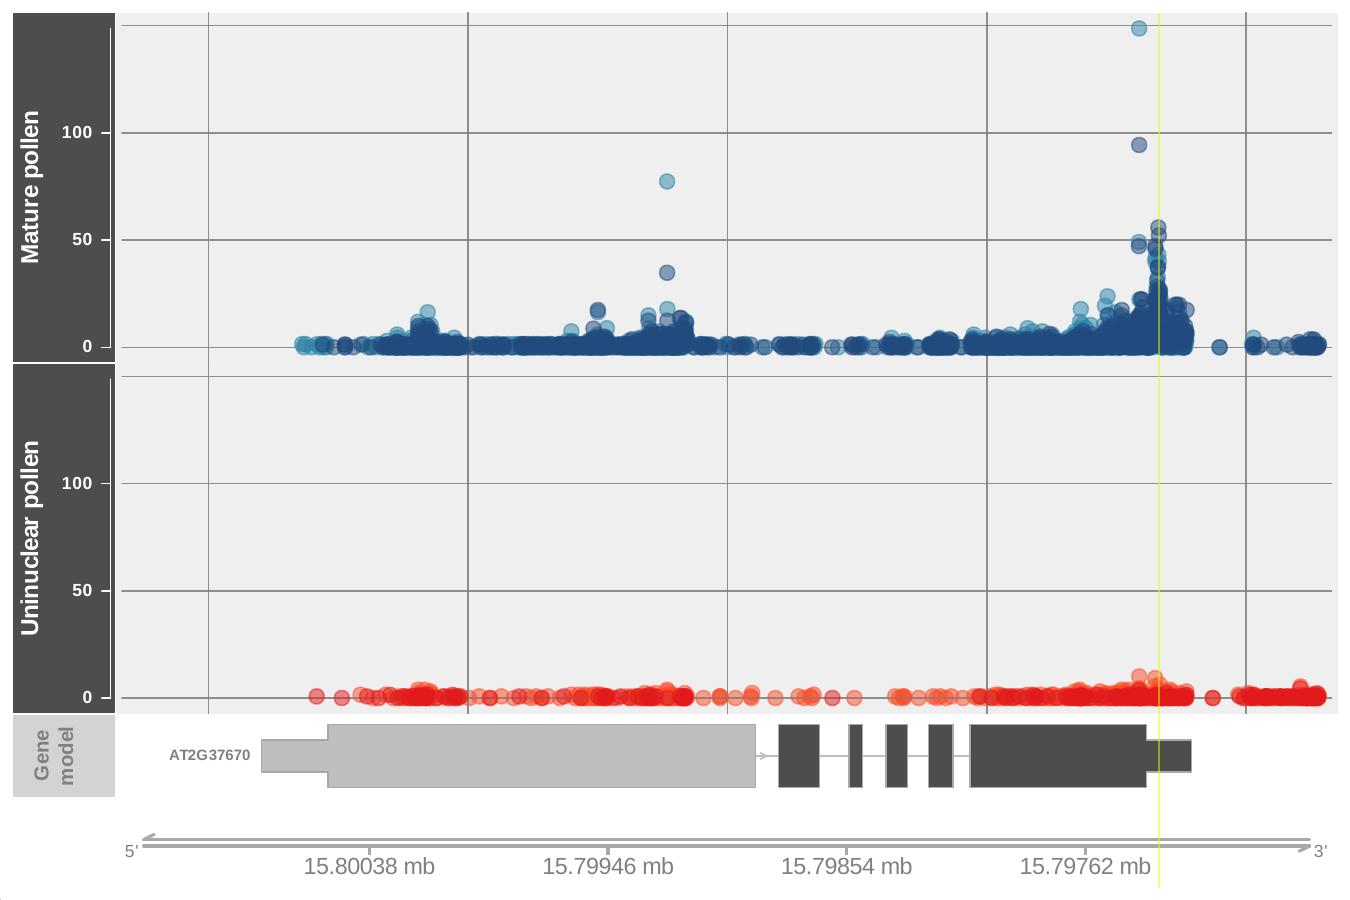 Mature pollen
100
50
0
Uninuclear pollen
100
50
0
Gene
model
AT2G37670
5'
3'
15.80038 mb
15.79946 mb
15.79854 mb
15.79762 mb